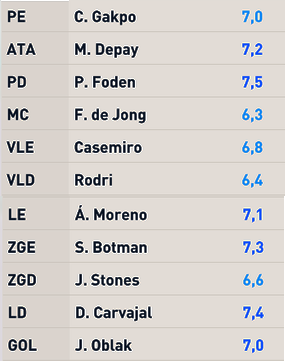 PE C. Gakpo 7,0
ATA M. Depay 7,2
PD P. Foden 7,5
MC F. de Jong 6,3
VLE Casemiro 6,8
VLD Rodri 6,4
LE Á. Moreno 7,1
ZGE S. Botman 7,3
ZGD J. Stones 6,6
LD D. Carvajal 7,4
GOL J. Oblak 7,0